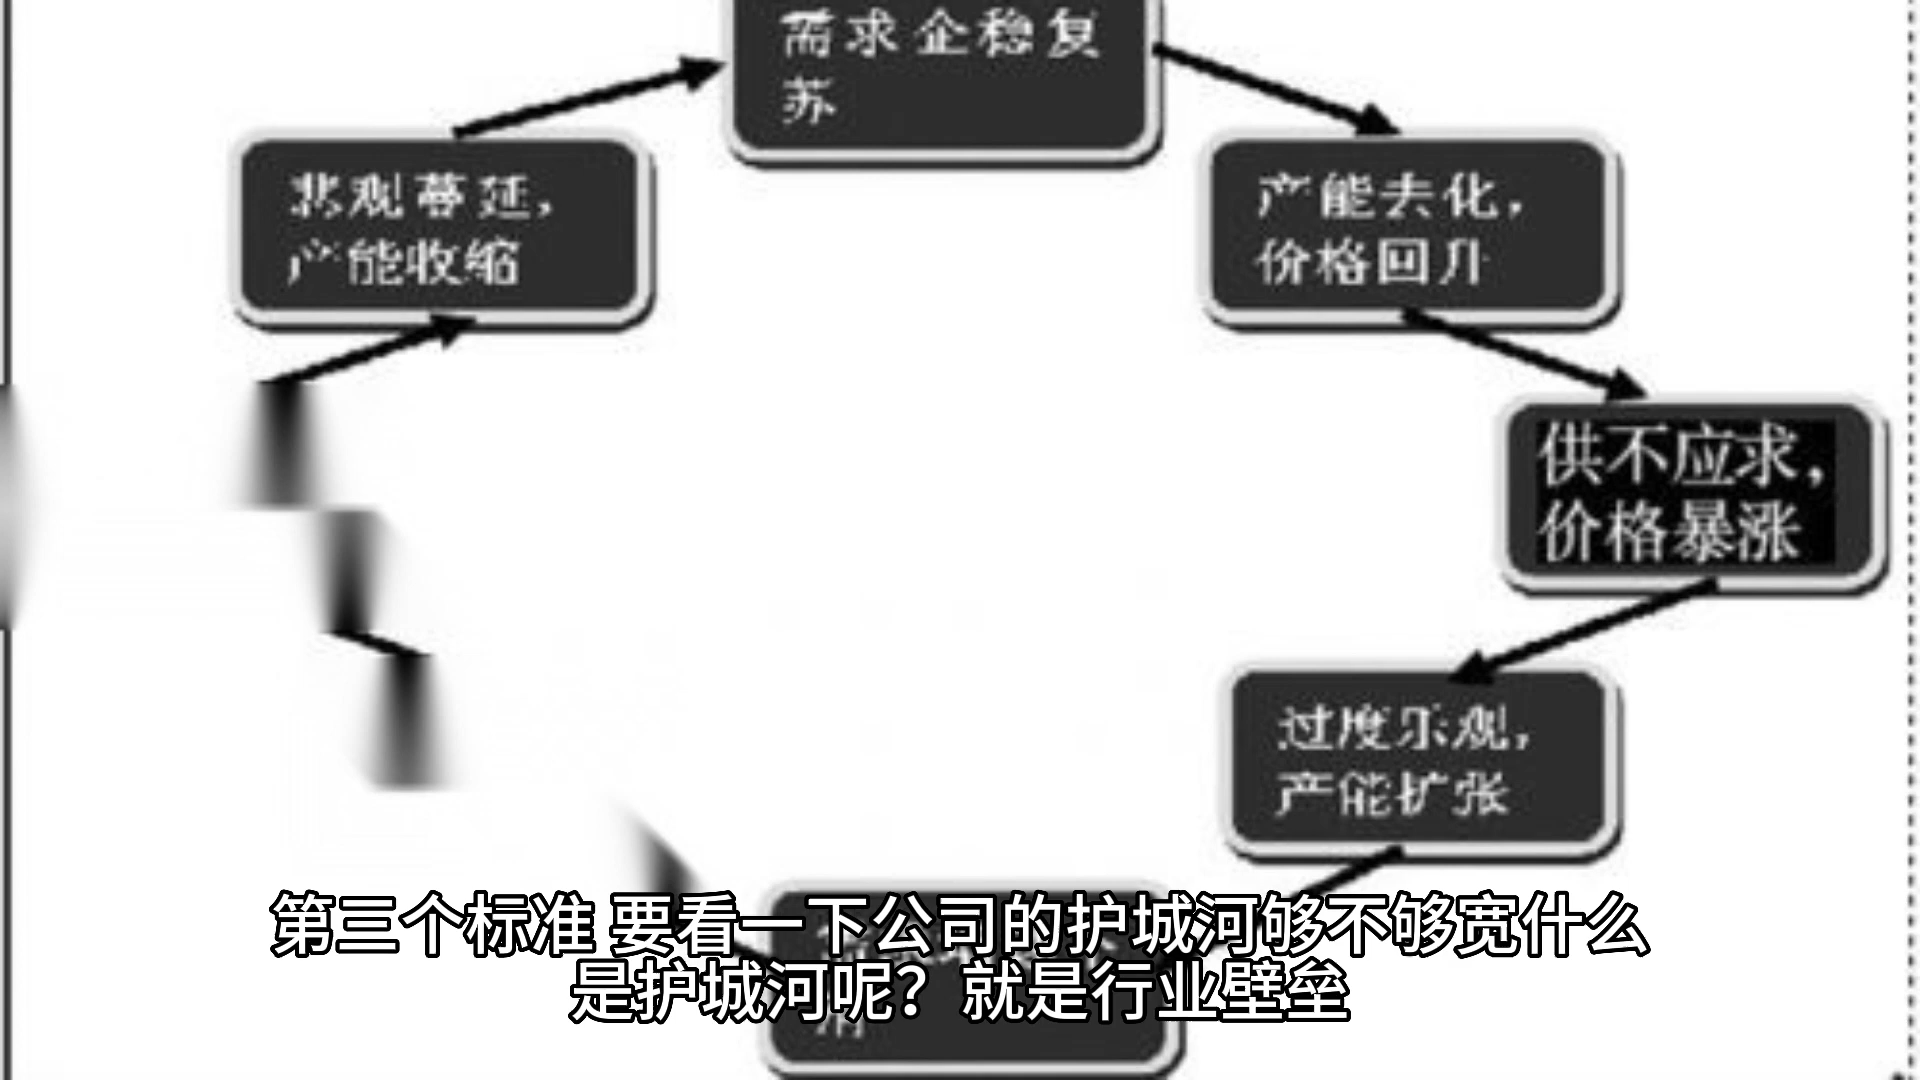 需求企稳复
苏
悲观蔓延，
产能收缩
产能去化，
价格回升
供不应求，
价格暴涨
过度乐观，
产能扩张
第三个标准 要看一下公司的护城河够不够宽什么
是护城河呢？就是行业壁垒